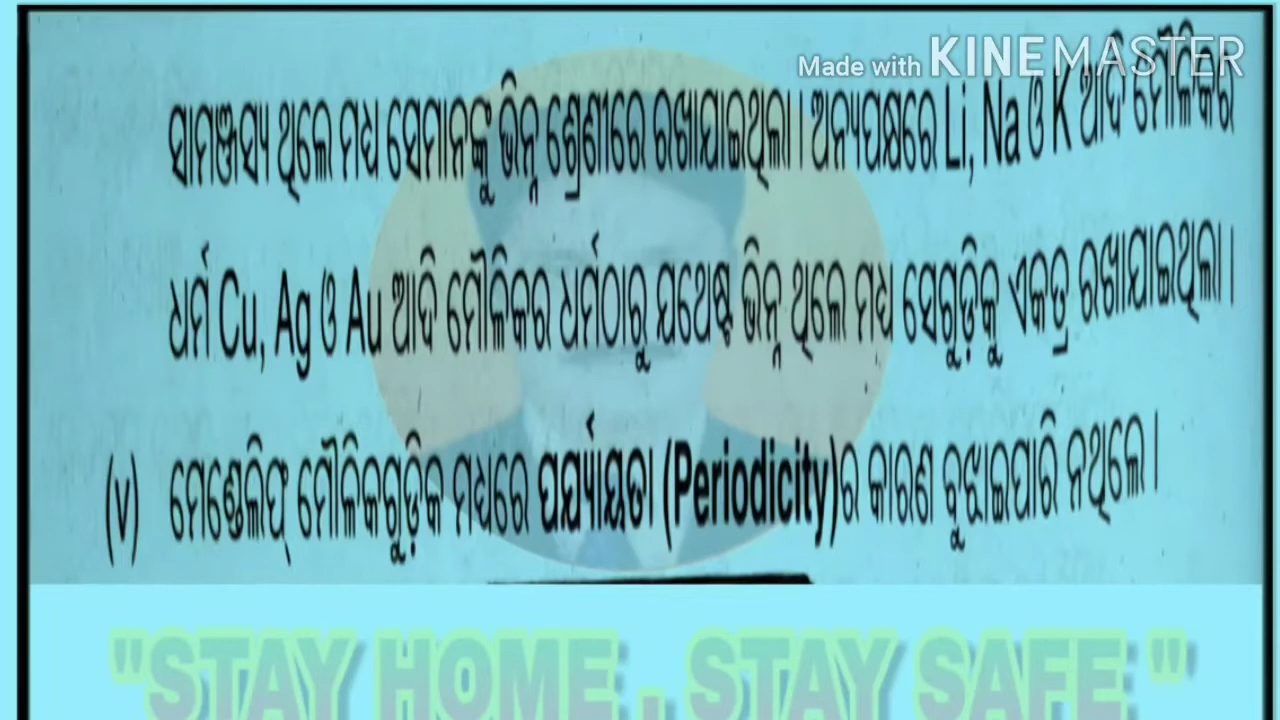 Made with KINEMASTER
ସାମଞ୍ଜସ୍ୟ ଥିଲେ ମଧ୍ୟ ସେମାନଙ୍କୁ ଭିନ୍ନ ଶ୍ରେଣୀରେ ରଖାଯାଇଥିଲା । ଅନ୍ୟପକ୍ଷରେ Li, Na ଓ K ଆଦି ମୌଳିକର
ଧର୍ମ Cu, Ag ଓ Au ଆଦି ମୌଳିକର ଧର୍ମଠାରୁ ଯଥେଷ୍ଟ ଭିନ୍ନ ଥିଲେ ମଧ୍ୟ ସେଗୁଡ଼ିକୁ ଏକତ୍ର ରଖାଯାଇଥିଲା ।
(v) ମେଣ୍ଡେଲିଫ୍ ମୌଳିକଗୁଡ଼ିକ ମଧ୍ୟରେ ପର୍ଯ୍ୟାୟତା (Periodicity)ର କାରଣ ବୁଝାଇପାରି ନଥିଲେ ।
"STAY HOME , STAY SAFE "